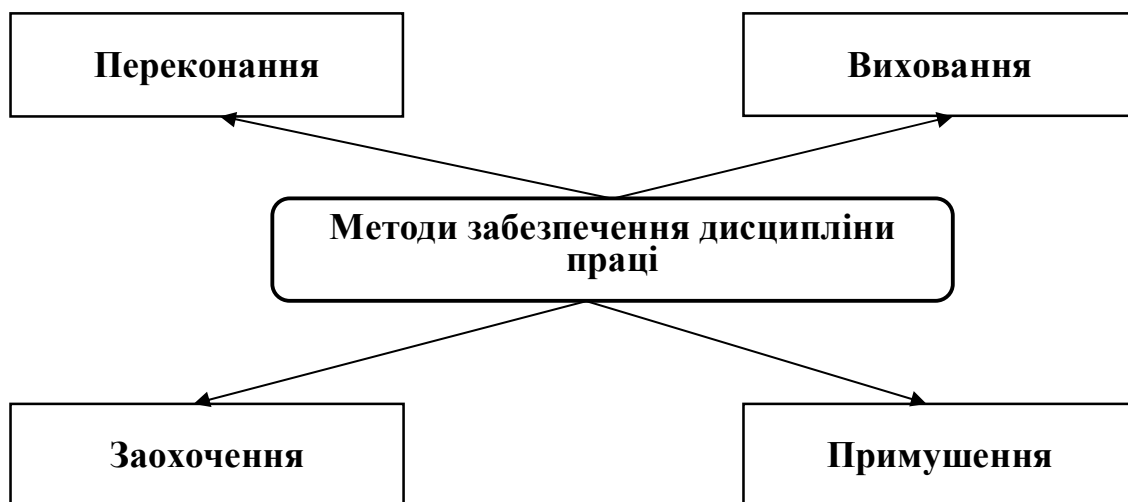 Переконання
Виховання
Методи забезпечення дисципліни
праці
Заохочення
Примушення